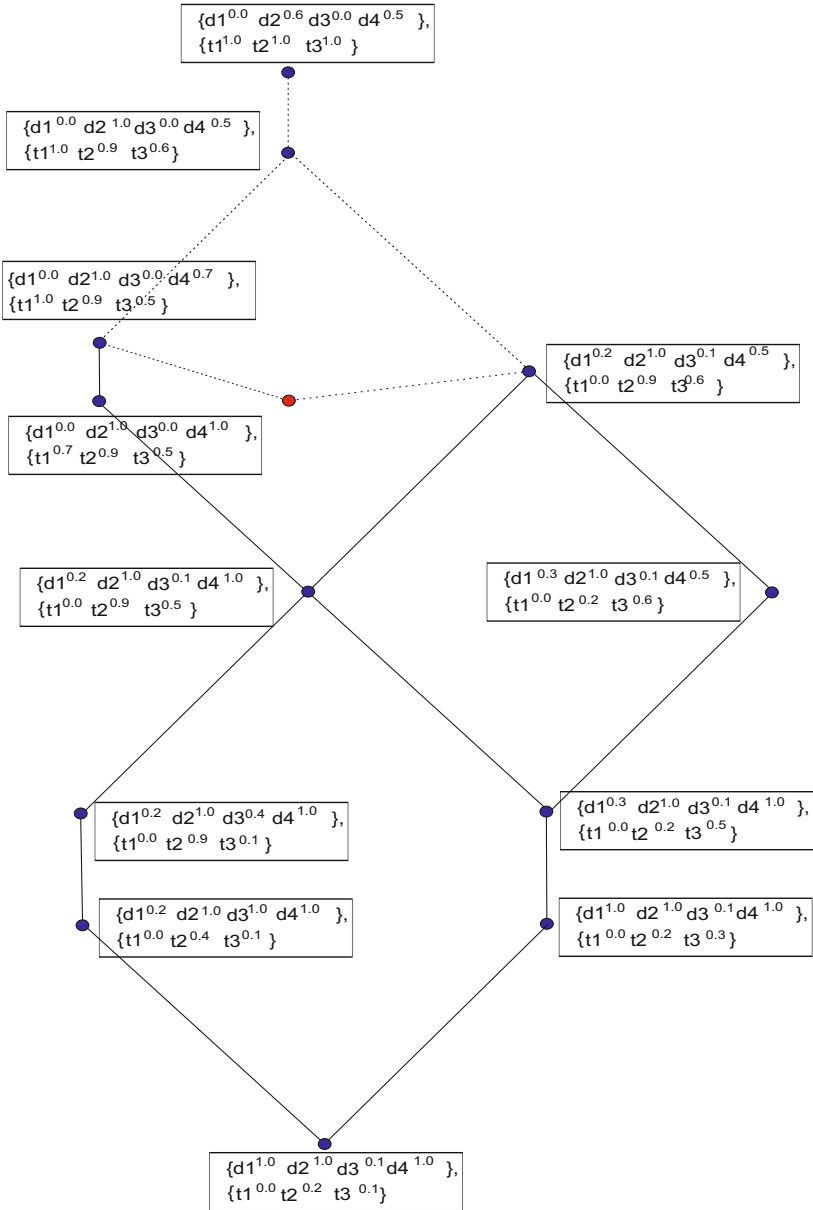 {d1^0.0 d2^0.6 d3^0.0 d4^0.5 },
{t1^1.0 t2^1.0 t3^1.0 }
{d1^0.0 d2^1.0 d3^0.0 d4^0.5 },
{t1^1.0 t2^0.9 t3^0.6}
{d1^0.0 d2^1.0 d3^0.0 d4^0.7 },
{t1^1.0 t2^0.9 t3^0.5}
{d1^0.2 d2^1.0 d3^0.1 d4^0.5 },
{t1^0.0 t2^0.9 t3^0.6 }
{d1^0.0 d2^1.0 d3^0.0 d4^1.0 },
{t1^0.7 t2^0.9 t3^0.5}
{d1^0.2 d2^1.0 d3^0.1 d4^1.0 },
{t1^0.0 t2^0.9 t3^0.5 }
{d1^0.3 d2^1.0 d3^0.1 d4^0.5 },
{t1^0.0 t2^0.2 t3^0.6}
{d1^0.2 d2^1.0 d3^0.4 d4^1.0 },
{t1^0.0 t2^0.9 t3^0.1 }
{d1^0.3 d2^1.0 d3^0.1 d4^1.0 },
{t1^0.0 t2^0.2 t3^0.5}
{d1^0.2 d2^1.0 d3^1.0 d4^1.0 },
{t1^0.0 t2^0.4 t3^0.1 }
{d1^1.0 d2^1.0 d3^0.1 d4^1.0 },
{t1^0.0 t2^0.2 t3^0.3}
{d1^1.0 d2^1.0 d3^0.1 d4^1.0 },
{t1^0.0 t2^0.2 t3^0.1}